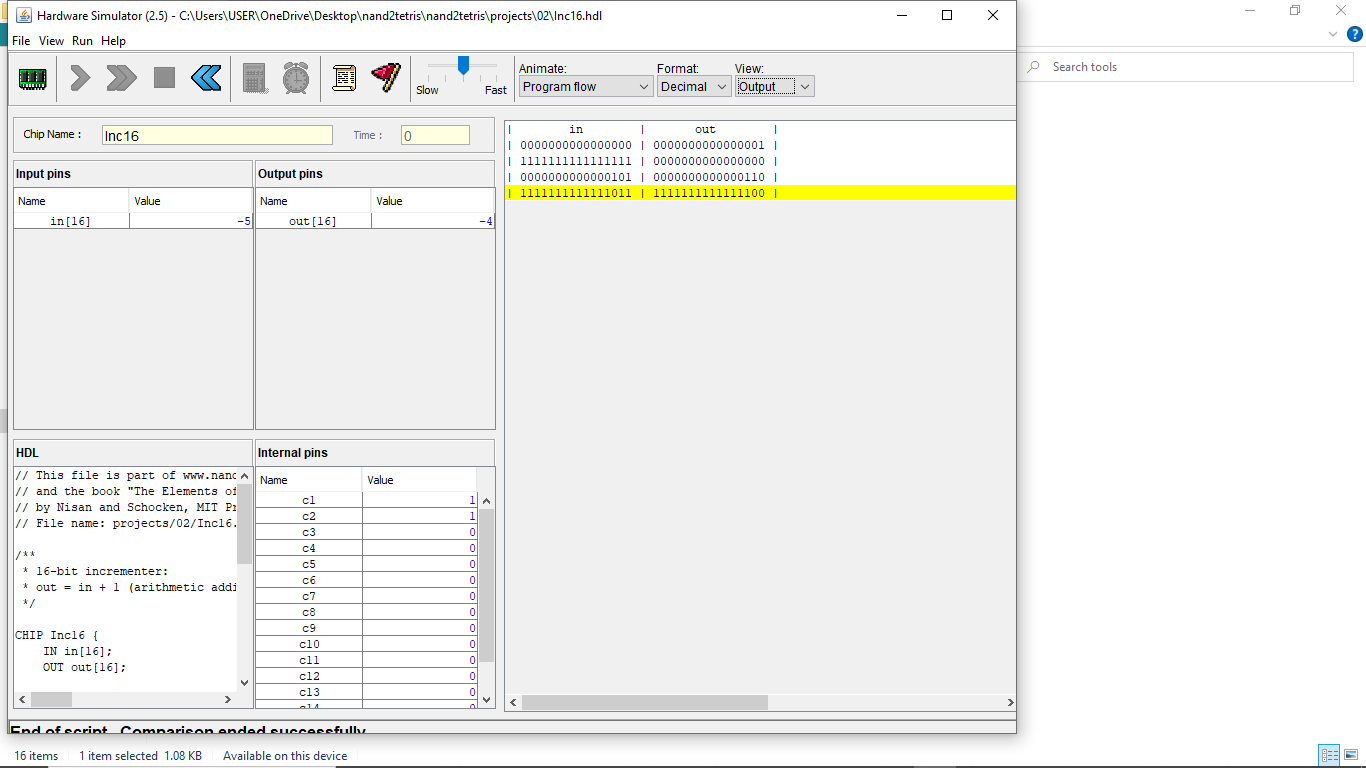 Hardware Simulator (2.5) - C:\Users\USER\OneDrive\Desktop\nand2tetris\nand2tetris\projects\02\Inc16.hdl
File View Run Help
Search tools
Slow Fast
Animate: Format: View:
Program flow Decimal Output
Chip Name : Inc16 Time : 0
Input pins
Name Value
in[16] -5
Output pins
Name Value
out[16] -4
| in | out |
| 0000000000000000 | 0000000000000001 |
| 1111111111111111 | 0000000000000000 |
| 0000000000000101 | 0000000000000110 |
| 1111111111111011 | 1111111111111100 |
HDL
// This file is part of www.nand
// and the book "The Elements of
// by Nisan and Schocken, MIT Pr
// File name: projects/02/Inc16.
/**
* 16-bit incrementer:
* out = in + 1 (arithmetic addi
*/
CHIP Inc16 {
IN in[16];
OUT out[16];
Internal pins
Name Value
c1 1
c2 1
c3 0
c4 0
c5 0
c6 0
c7 0
c8 0
c9 0
c10 0
c11 0
c12 0
c13 0
c14 0
End of script - Comparison ended successfully
16 items 1 item selected 1.08 KB Available on this device